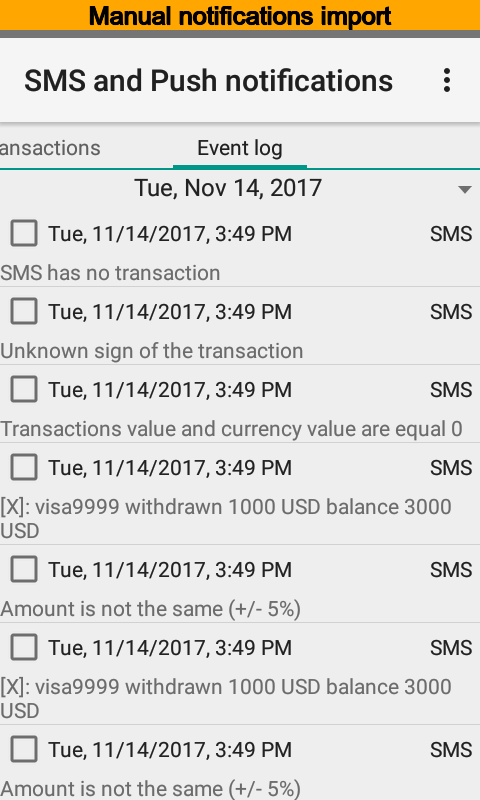 Manual notifications import
SMS and Push notifications
ansactions Event log
Tue, Nov 14, 2017
Tue, 11/14/2017, 3:49 PM SMS
SMS has no transaction
Tue, 11/14/2017, 3:49 PM SMS
Unknown sign of the transaction
Tue, 11/14/2017, 3:49 PM SMS
Transactions value and currency value are equal 0
Tue, 11/14/2017, 3:49 PM SMS
[X]: visa9999 withdrawn 1000 USD balance 3000
USD
Tue, 11/14/2017, 3:49 PM SMS
Amount is not the same (+/- 5%)
Tue, 11/14/2017, 3:49 PM SMS
[X]: visa9999 withdrawn 1000 USD balance 3000
USD
Tue, 11/14/2017, 3:49 PM SMS
Amount is not the same (+/- 5%)